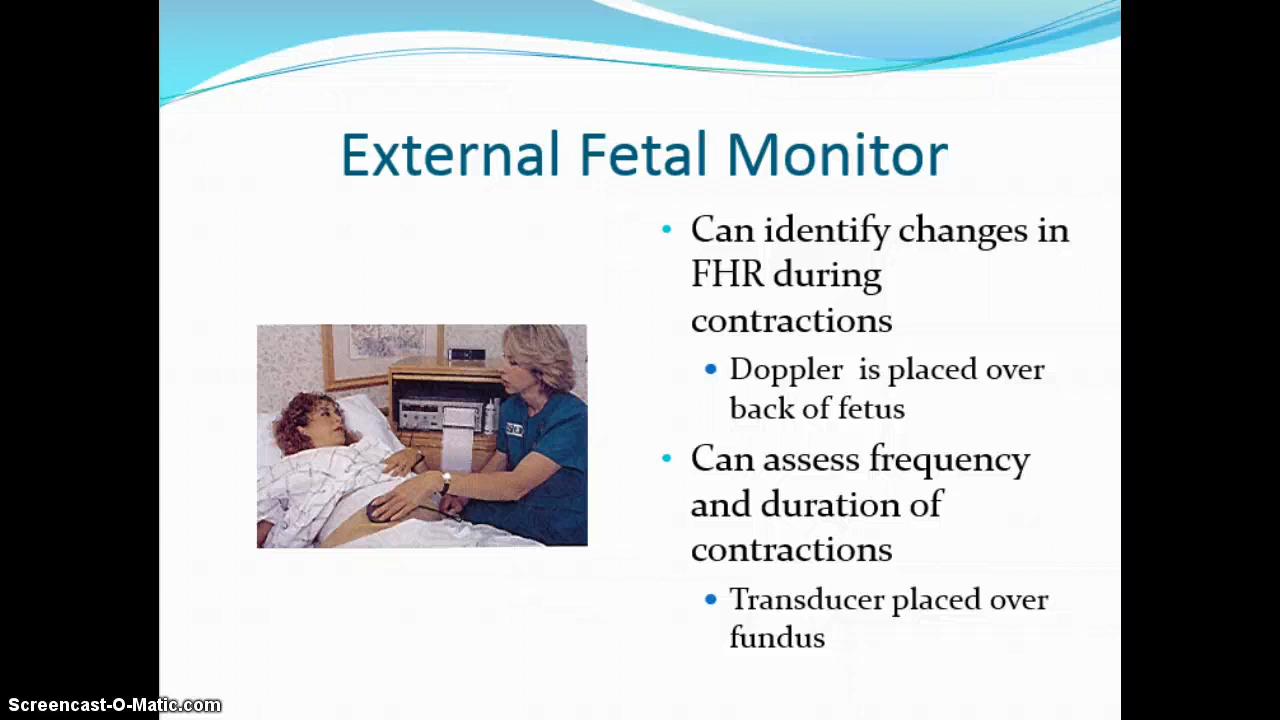 External Fetal Monitor
Can identify changes in
FHR during
contractions
Doppler is placed over
back of fetus
Can assess frequency
and duration of
contractions
Transducer placed over
fundus
Screencast-O-Matic.com